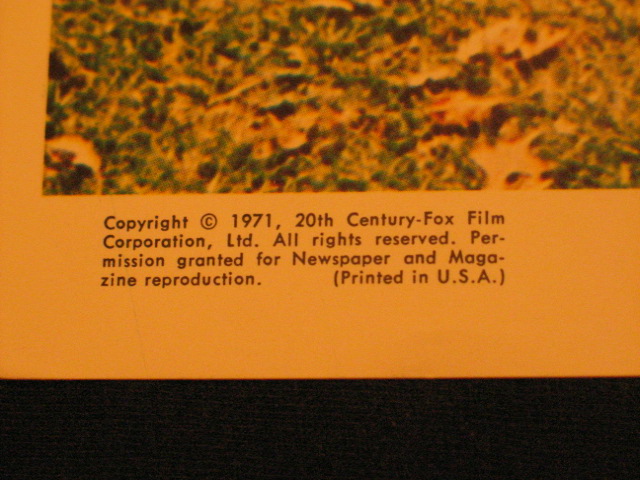 Copyright © 1971, 20th Century-Fox Film
Corporation, Ltd. All rights reserved. Per-
mission granted for Newspaper and Maga-
zine reproduction. (Printed in U.S.A.)